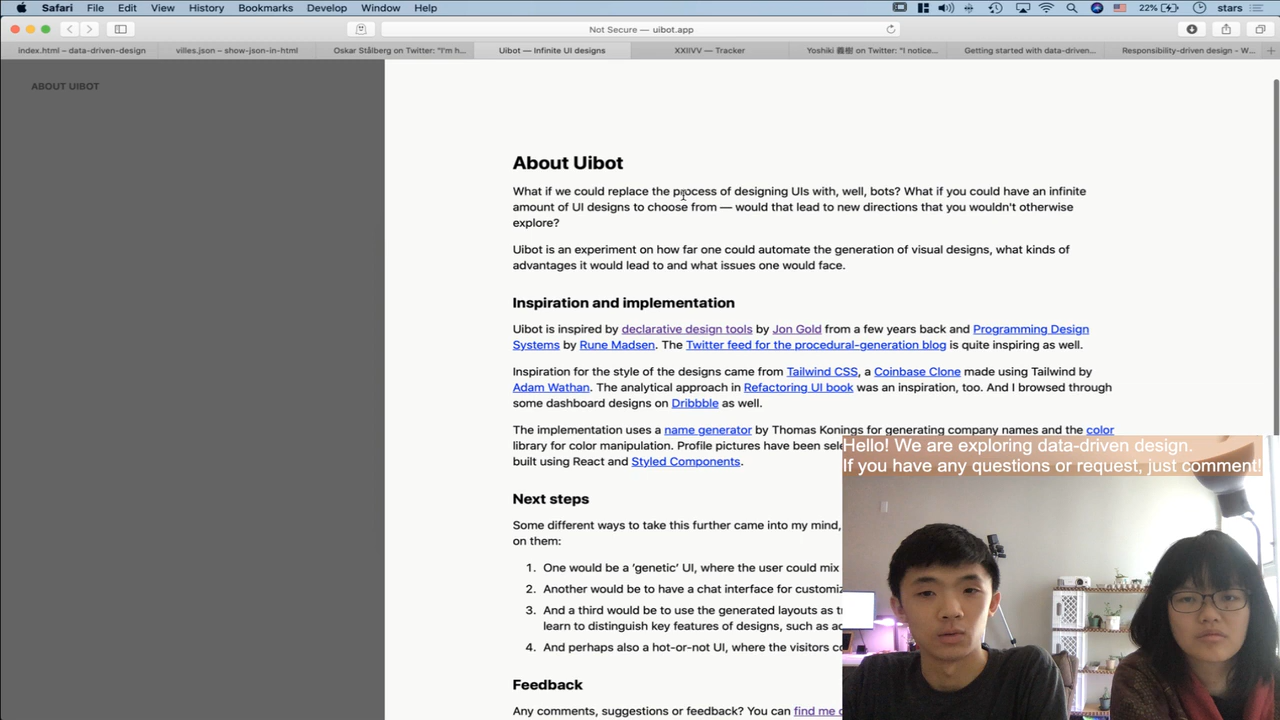 Safari File Edit View History Bookmarks Develop Window Help 22% stars
Not Secure — uibot.app
index.html – data-driven-design villes.json – show-json-in-html Oskar Stålberg on Twitter: "I'm h... Uibot — Infinite UI designs XXIIVV — Tracker Yoshiki 義樹 on Twitter: "I notice... Getting started with data-driven... Responsibility-driven design - W...
ABOUT UIBOT
About Uibot
What if we could replace the process of designing UIs with, well, bots? What if you could have an infinite
amount of UI designs to choose from — would that lead to new directions that you wouldn't otherwise
explore?
Uibot is an experiment on how far one could automate the generation of visual designs, what kinds of
advantages it would lead to and what issues one would face.
Inspiration and implementation
Uibot is inspired by declarative design tools by Jon Gold from a few years back and Programming Design
Systems by Rune Madsen. The Twitter feed for the procedural-generation blog is quite inspiring as well.
Inspiration for the style of the designs came from Tailwind CSS, a Coinbase Clone made using Tailwind by
Adam Wathan. The analytical approach in Refactoring UI book was an inspiration, too. And I browsed through
some dashboard designs on Dribbble as well.
The implementation uses a name generator by Thomas Konings for generating company names and the color
library for color manipulation. Profile pictures have been sele
built using React and Styled Components.
Hello! We are exploring data-driven design.
If you have any questions or request, just comment!
Next steps
Some different ways to take this further came into my mind,
on them:
1. One would be a ‘genetic’ UI, where the user could mix
2. Another would be to have a chat interface for customiz
3. And a third would be to use the generated layouts as t
learn to distinguish key features of designs, such as
4. And perhaps also a hot-or-not UI, where the visitors
Feedback
Any comments, suggestions or feedback? You can find me